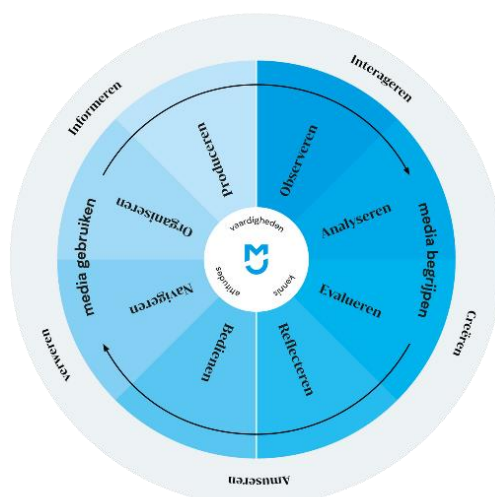 Informeren
Interageren
Creëren
Amuseren
verweren
media gebruiken
media begrijpen
Produceren
Observeren
Organiseren
Analyseren
Navigeren
Evalueren
Bedienen
Reflecteren
vaardigheden
attitudes
kennis